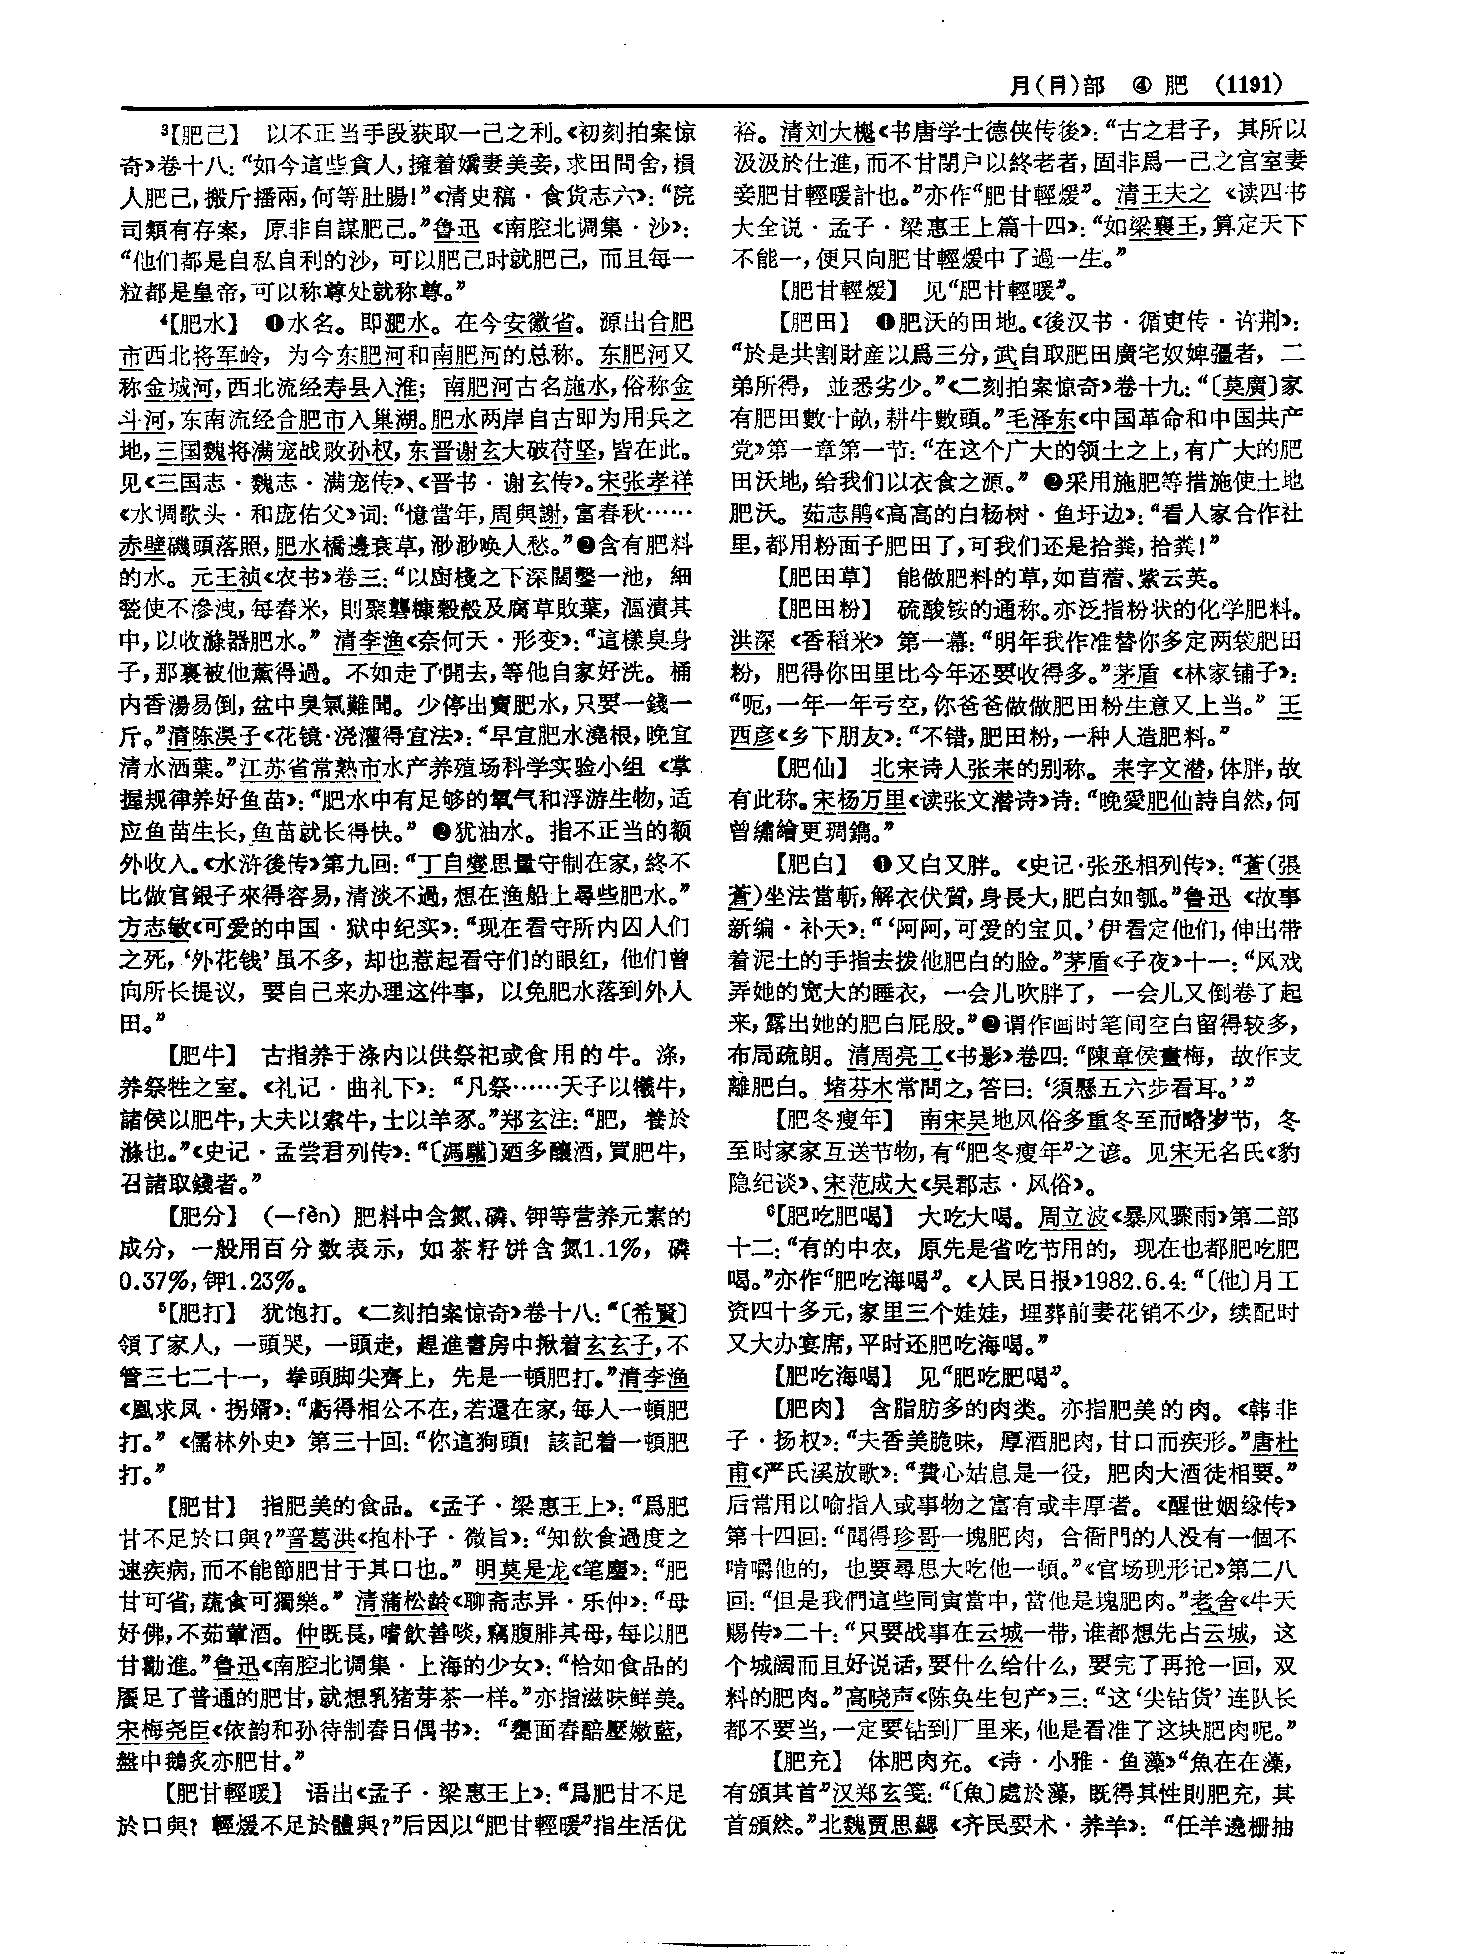 月(⺼)部 ④ 肥 (1191)
³【肥己】 以不正当手段获取一己之利。《初刻拍案惊
奇》卷十八：“如今這些貪人，擁着嬌妻美妾，求田問舍，損
人肥己，搬斤播兩，何等肚腸！”《清史稿·食货志六》：“院
司類有存案，原非自謀肥己。”鲁迅《南腔北调集·沙》：
“他们都是自私自利的沙，可以肥己时就肥己，而且每一
粒都是皇帝，可以称尊处就称尊。”
⁴【肥水】 ❶水名。即淝水。在今安徽省。源出合肥
市西北将军岭，为今东肥河和南肥河的总称。东肥河又
称金城河，西北流经寿县入淮；南肥河古名施水，俗称金
斗河，东南流经合肥市入巢湖。肥水两岸自古即为用兵之
地，三国魏将满宠战败孙权，东晋谢玄大破苻坚，皆在此。
见《三国志·魏志·满宠传》、《晋书·谢玄传》。宋张孝祥
《水调歌头·和庞佑父》词：“憶當年，周與謝，富春秋……
赤壁磯頭落照，肥水橋邊衰草，渺渺唤人愁。”❷含有肥料
的水。元王祯《农书》卷三：“以厨棧之下深闊鑿一池，細
甃使不滲洩，每舂米，則聚礱糠穀殻及腐草敗葉，漚漬其
中，以收滌器肥水。”清李渔《奈何天·形变》：“這樣臭身
子，那裏被他薰得過。不如走了開去，等他自家好洗。桶
内香湯易倒，盆中臭氣難聞。少停出賣肥水，只要一錢一
斤。”清陈淏子《花镜·浇灌得宜法》：“早宜肥水澆根，晚宜
清水洒葉。”江苏省常熟市水产养殖场科学实验小组《掌
握规律养好鱼苗》：“肥水中有足够的氧气和浮游生物，适
应鱼苗生长，鱼苗就长得快。”❷犹油水。指不正当的额
外收入。《水浒後传》第九回：“丁自燮思量守制在家，終不
比做官銀子來得容易，清淡不過，想在渔船上尋些肥水。”
方志敏《可爱的中国·狱中纪实》：“现在看守所内囚人们
之死，‘外花钱’虽不多，却也惹起看守们的眼红，他们曾
向所长提议，要自己来办理这件事，以免肥水落到外人
田。”
【肥牛】 古指养于涤内以供祭祀或食用的牛。涤，
养祭牲之室。《礼记·曲礼下》：“凡祭……天子以犧牛，
諸侯以肥牛，大夫以索牛，士以羊豕。”郑玄注：“肥，養於
滌也。”《史记·孟尝君列传》：“〔馮驩〕廼多釀酒，買肥牛，
召諸取錢者。”
【肥分】 （—fèn）肥料中含氮、磷、钾等营养元素的
成分，一般用百分数表示，如茶籽饼含氮1.1%，磷
0.37%，钾1.23%。
⁵【肥打】 犹饱打。《二刻拍案惊奇》卷十八：“〔希賢〕
領了家人，一頭哭，一頭走，趕進書房中揪着玄玄子，不
管三七二十一，拳頭脚尖齊上，先是一頓肥打。”清李渔
《凰求凤·拐婿》：“虧得相公不在，若還在家，每人一頓肥
打。”《儒林外史》第三十回：“你這狗頭！該記着一頓肥
打。”
【肥甘】 指肥美的食品。《孟子·梁惠王上》：“爲肥
甘不足於口與？”晋葛洪《抱朴子·微旨》：“知飲食過度之
速疾病，而不能節肥甘于其口也。”明莫是龙《笔麈》：“肥
甘可省，蔬食可獨樂。”清蒲松龄《聊斋志异·乐仲》：“母
好佛，不茹葷酒。仲既長，嗜飲善啖，竊腹腓其母，每以肥
甘勸進。”鲁迅《南腔北调集·上海的少女》：“恰如食品的
餍足了普通的肥甘，就想乳猪芽茶一样。”亦指滋味鲜美。
宋梅尧臣《依韵和孙待制春日偶书》：“甕面春醅壓嫩藍，
盤中鵝炙亦肥甘。”
【肥甘輕暖】 语出《孟子·梁惠王上》：“爲肥甘不足
於口與？輕煖不足於體與？”后因以“肥甘輕暖”指生活优
裕。清刘大櫆《书唐学士德侠传後》：“古之君子，其所以
汲汲於仕進，而不甘閉户以終老者，固非爲一己之宫室妻
妾肥甘輕暖計也。”亦作“肥甘輕煖”。清王夫之《读四书
大全说·孟子·梁惠王上篇十四》：“如梁襄王，算定天下
不能一，便只向肥甘輕煖中了過一生。”
【肥甘輕煖】 见“肥甘輕暖”。
【肥田】 ❶肥沃的田地。《後汉书·循吏传·许荆》：
“於是共割財産以爲三分，武自取肥田廣宅奴婢彊者，二
弟所得，並悉劣少。”《二刻拍案惊奇》卷十九：“〔莫廣〕家
有肥田數十畝，耕牛數頭。”毛泽东《中国革命和中国共产
党》第一章第一节：“在这个广大的领土之上，有广大的肥
田沃地，给我们以衣食之源。”❷采用施肥等措施使土地
肥沃。茹志鹃《高高的白杨树·鱼圩边》：“看人家合作社
里，都用粉面子肥田了，可我们还是拾粪，拾粪！”
【肥田草】 能做肥料的草，如苜蓿、紫云英。
【肥田粉】 硫酸铵的通称。亦泛指粉状的化学肥料。
洪深《香稻米》第一幕：“明年我作准替你多定两袋肥田
粉，肥得你田里比今年还要收得多。”茅盾《林家铺子》：
“呃，一年一年亏空，你爸爸做做肥田粉生意又上当。”王
西彦《乡下朋友》：“不错，肥田粉，一种人造肥料。”
【肥仙】 北宋诗人张耒的别称。耒字文潜，体胖，故
有此称。宋杨万里《读张文潜诗》诗：“晚愛肥仙詩自然，何
曾繡繪更琱鐫。”
【肥白】 ❶又白又胖。《史记·张丞相列传》：“蒼（張
蒼）坐法當斬，解衣伏質，身長大，肥白如瓠。”鲁迅《故事
新编·补天》：“‘阿阿，可爱的宝贝。’伊看定他们，伸出带
着泥土的手指去拨他肥白的脸。”茅盾《子夜》十一：“风戏
弄她的宽大的睡衣，一会儿吹胖了，一会儿又倒卷了起
来，露出她的肥白屁股。”❷谓作画时笔间空白留得较多，
布局疏朗。清周亮工《书影》卷四：“陳章侯畫梅，故作支
離肥白。堵芬木常問之，答曰：‘須懸五六步看耳。’”
【肥冬瘦年】 南宋吴地风俗多重冬至而略岁节，冬
至时家家互送节物，有“肥冬瘦年”之谚。见宋无名氏《豹
隐纪谈》、宋范成大《吴郡志·风俗》。
⁶【肥吃肥喝】 大吃大喝。周立波《暴风骤雨》第二部
十二：“有的中农，原先是省吃节用的，现在也都肥吃肥
喝。”亦作“肥吃海喝”。《人民日报》1982.6.4：“〔他〕月工
资四十多元，家里三个娃娃，埋葬前妻花销不少，续配时
又大办宴席，平时还肥吃海喝。”
【肥吃海喝】 见“肥吃肥喝”。
【肥肉】 含脂肪多的肉类。亦指肥美的肉。《韩非
子·扬权》：“夫香美脆味，厚酒肥肉，甘口而疾形。”唐杜
甫《严氏溪放歌》：“費心姑息是一役，肥肉大酒徒相要。”
后常用以喻指人或事物之富有或丰厚者。《醒世姻缘传》
第十四回：“聞得珍哥一塊肥肉，合衙門的人没有一個不
啃嚼他的，也要尋思大吃他一頓。”《官场现形记》第二八
回：“但是我們這些同寅當中，當他是塊肥肉。”老舍《牛天
赐传》二十：“只要战事在云城一带，谁都想先占云城，这
个城阔而且好说话，要什么给什么，要完了再抢一回，双
料的肥肉。”高晓声《陈奂生包产》三：“这‘尖钻货’连队长
都不要当，一定要钻到厂里来，他是看准了这块肥肉呢。”
【肥充】 体肥肉充。《诗·小雅·鱼藻》“魚在在藻，
有頒其首”汉郑玄笺：“〔魚〕處於藻，既得其性則肥充，其
首頒然。”北魏贾思勰《齐民要术·养羊》：“任羊遶栅抽